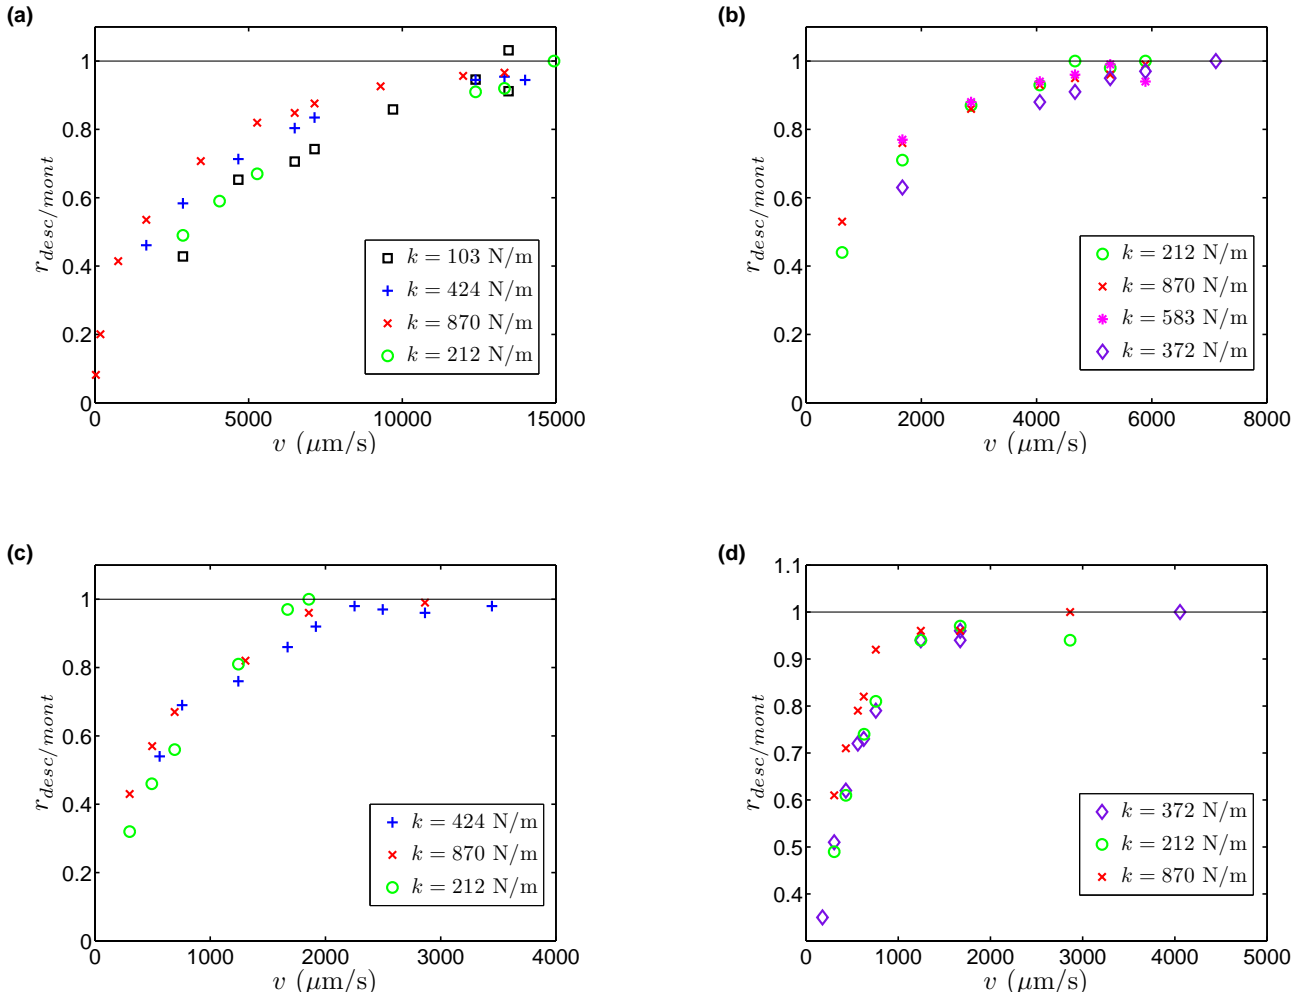 (a)
1
0.8
0.6
0.4
0.2
0
r_{desc/mont}
k = 103 N/m
k = 424 N/m
k = 870 N/m
k = 212 N/m
0 5000 10000 15000
v (μm/s)
(b)
1
0.8
0.6
0.4
0.2
0
r_{desc/mont}
k = 212 N/m
k = 870 N/m
k = 583 N/m
k = 372 N/m
0 2000 4000 6000 8000
v (μm/s)
(c)
1
0.8
0.6
0.4
0.2
0
r_{desc/mont}
k = 424 N/m
k = 870 N/m
k = 212 N/m
0 1000 2000 3000 4000
v (μm/s)
(d)
1.1
1
0.9
0.8
0.7
0.6
0.5
0.4
r_{desc/mont}
k = 372 N/m
k = 212 N/m
k = 870 N/m
0 1000 2000 3000 4000 5000
v (μm/s)